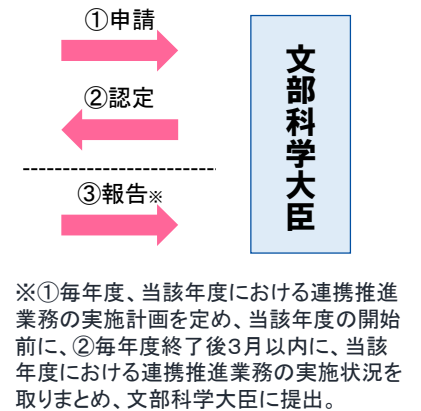 ①申請
②認定
③報告※
文部科学大臣
※①毎年度、当該年度における連携推進
業務の実施計画を定め、当該年度の開始
前に、②毎年度終了後3月以内に、当該
年度における連携推進業務の実施状況を
取りまとめ、文部科学大臣に提出。